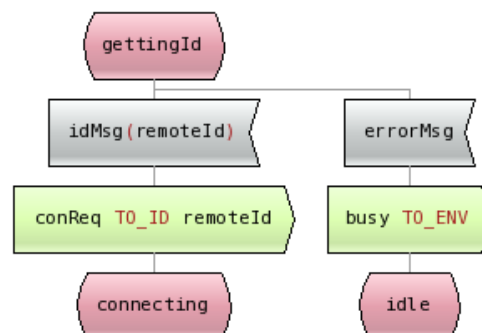 gettingId
idMsg(remoteId)
errorMsg
conReq TO_ID remoteId
busy TO_ENV
connecting
idle